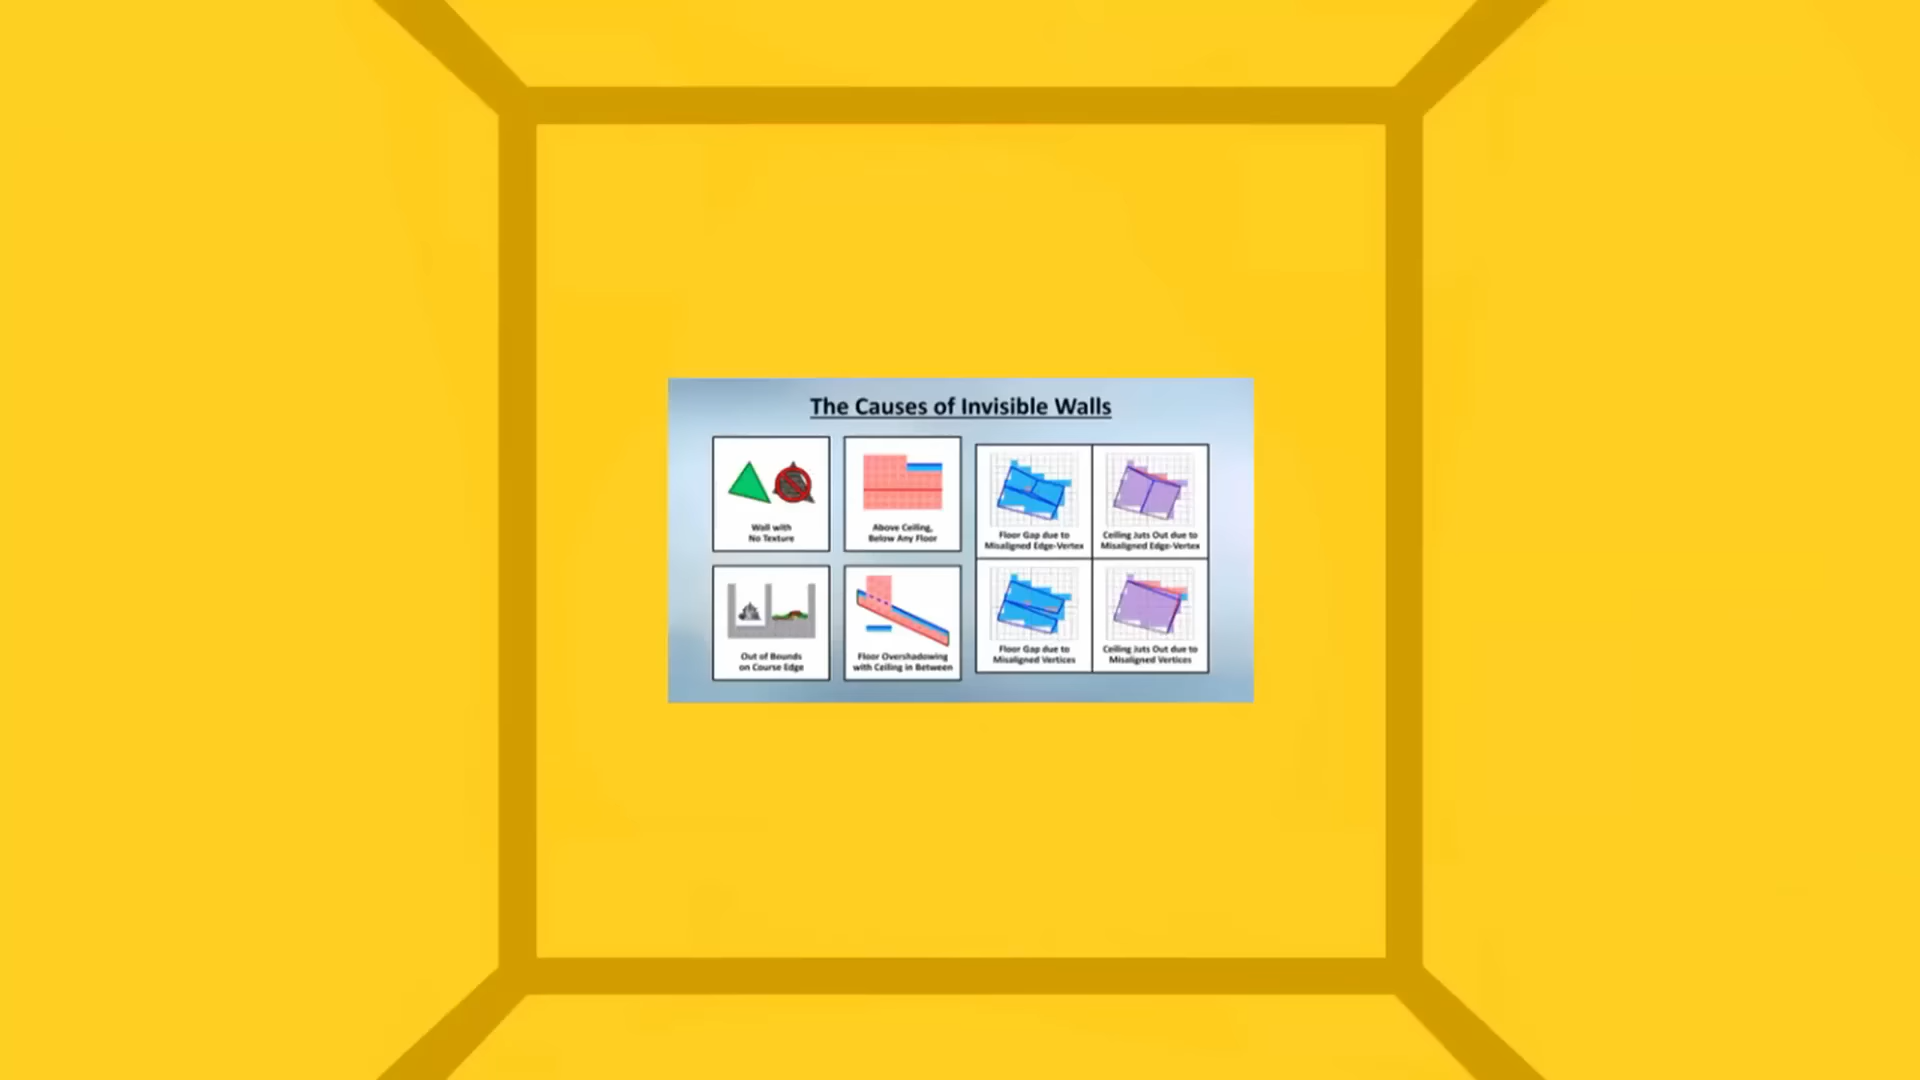 The Causes of Invisible Walls
Wall with
No Texture
Above Ceiling,
Below Any Floor
Floor Gap due to
Misaligned Edge-Vertex
Ceiling Juts Out due to
Misaligned Edge-Vertex
Out of Bounds
on Course Edge
Floor Overshadowing
with Ceiling in Between
Floor Gap due to
Misaligned Vertices
Ceiling Juts Out due to
Misaligned Vertices